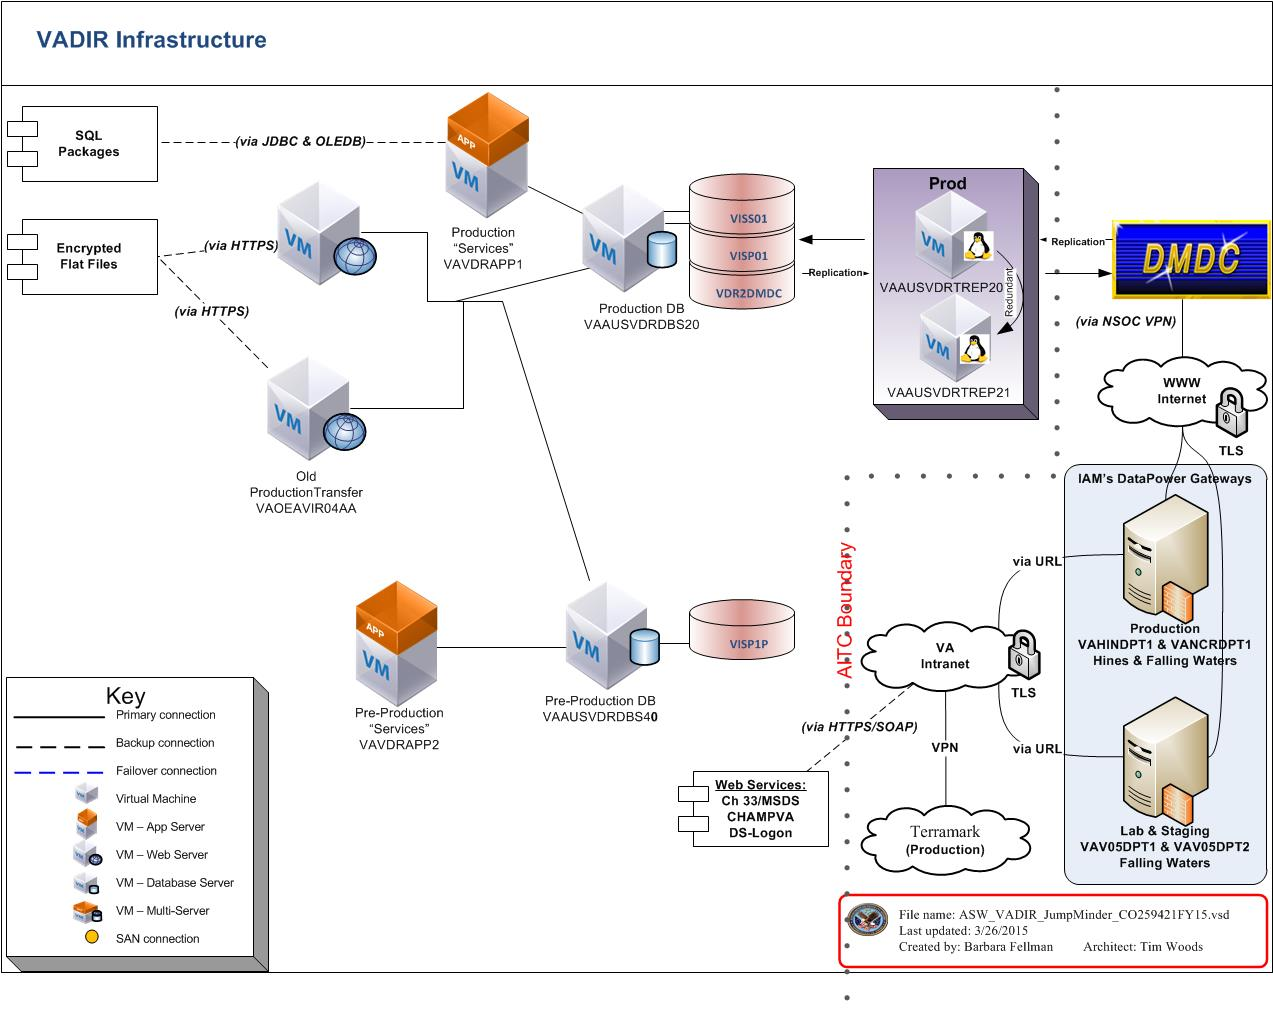 VADIR Infrastructure
SQL
Packages
(via JDBC & OLEDB)
APP
VM
Production
“Services”
VAVDRAPP1
Encrypted
Flat Files
(via HTTPS)
(via HTTPS)
VM
VM
Old
ProductionTransfer
VAOEAVIR04AA
VM
Production DB
VAAUSVDRDBS20
VISS01
VISP01
VDR2DMDC
Replication
Prod
VM
VAAUSVDRTREP20
Redundant
VM
VAAUSVDRTREP21
Replication
DMDC
(via NSOC VPN)
WWW
Internet
TLS
IAM's DataPower Gateways
via URL
Production
VAHINDPT1 & VANCRDPT1
Hines & Falling Waters
via URL
Lab & Staging
VAV05DPT1 & VAV05DPT2
Falling Waters
AITC Boundary
VA
Intranet
TLS
(via HTTPS/SOAP)
VPN
Terramark
(Production)
Web Services:
Ch 33/MSDS
CHAMPVA
DS-Logon
APP
VM
Pre-Production
“Services”
VAVDRAPP2
VM
Pre-Production DB
VAAUSVDRDBS40
VISP1P
Key
Primary connection
Backup connection
Failover connection
Virtual Machine
VM – App Server
VM – Web Server
VM – Database Server
VM – Multi-Server
SAN connection
File name: ASW_VADIR_JumpMinder_CO259421FY15.vsd
Last updated: 3/26/2015
Created by: Barbara Fellman Architect: Tim Woods